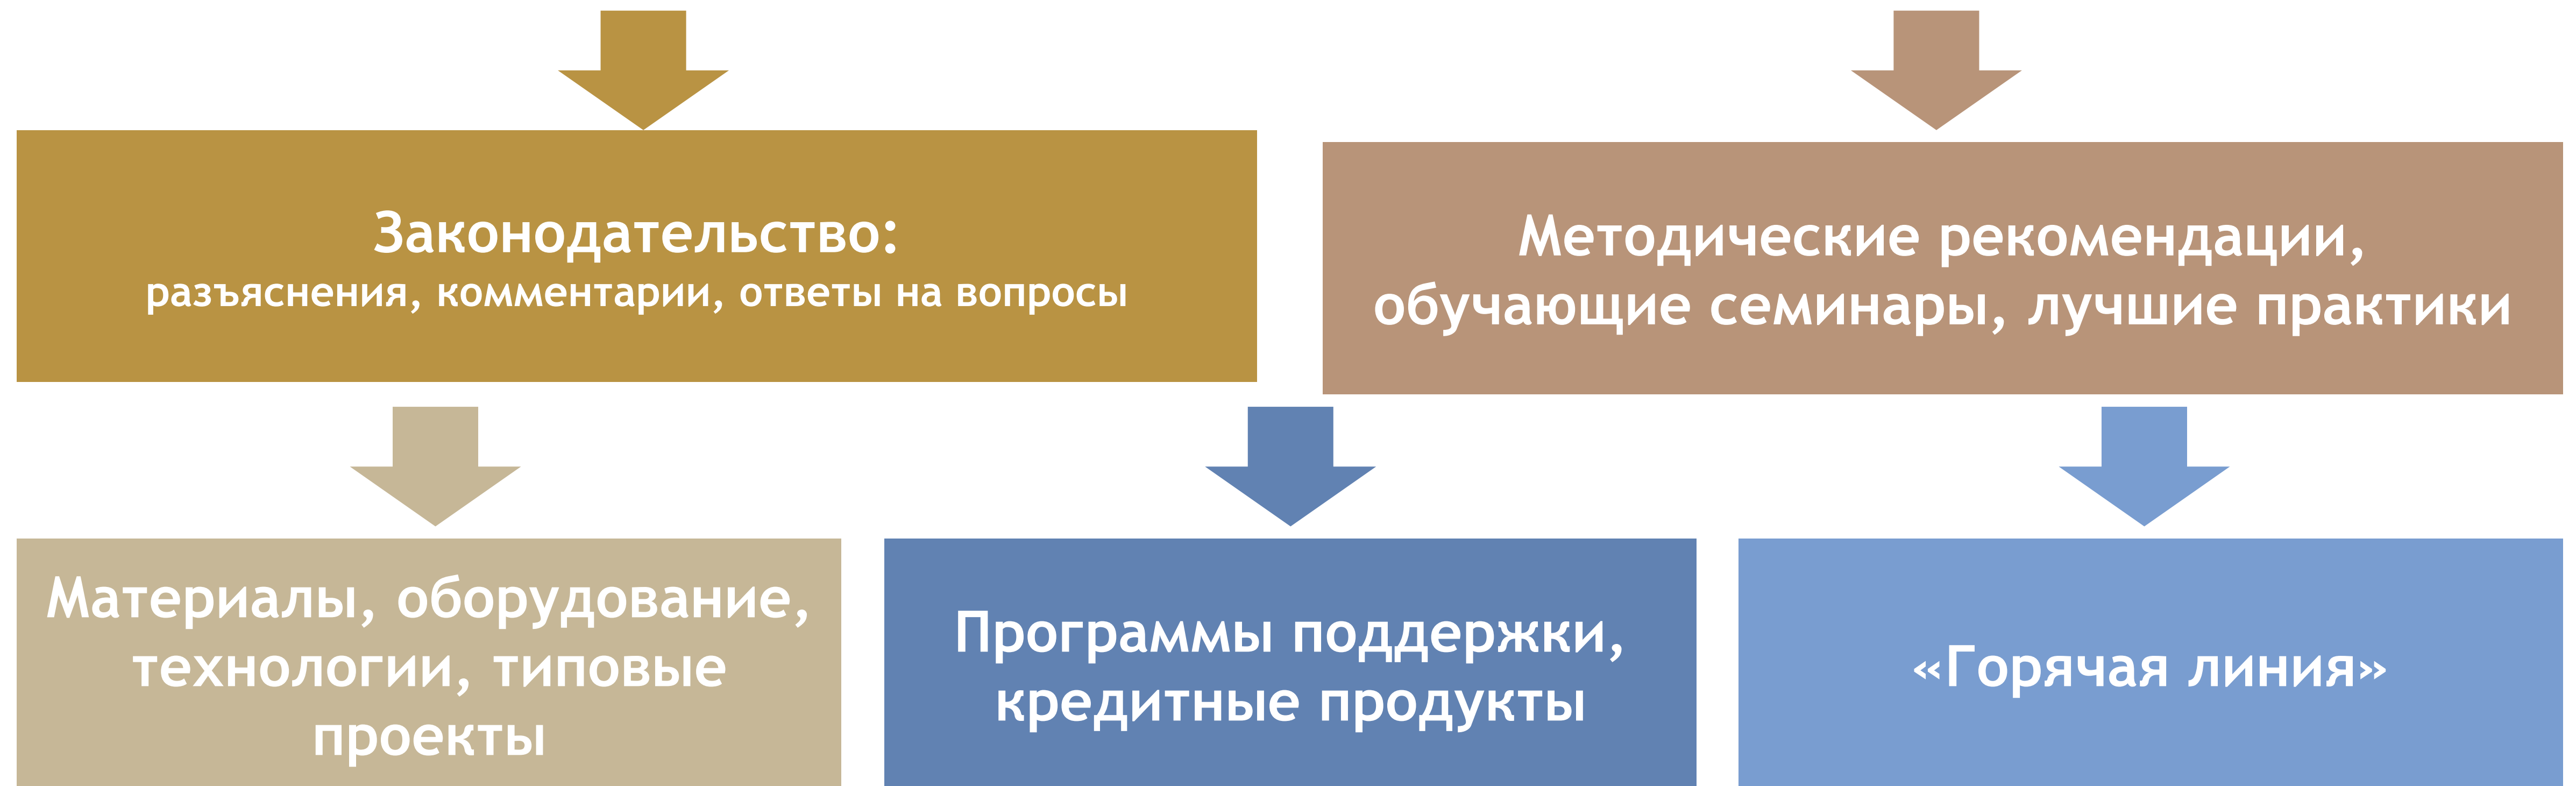 Законодательство:
разъяснения, комментарии, ответы на вопросы
Методические рекомендации,
обучающие семинары, лучшие практики
Материалы, оборудование,
технологии, типовые
проекты
Программы поддержки,
кредитные продукты
«Горячая линия»